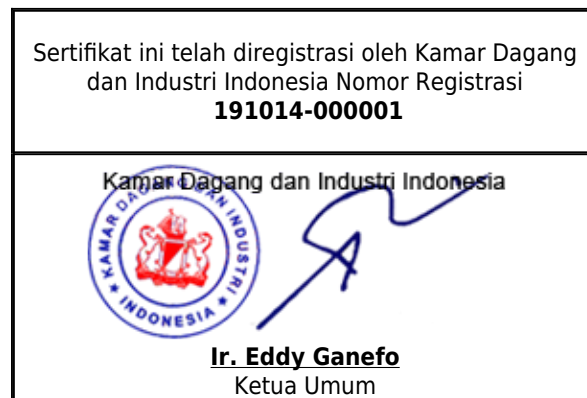 Sertifikat ini telah diregistrasi oleh Kamar Dagang
dan Industri Indonesia Nomor Registrasi
191014-000001
Kamar Dagang dan Industri Indonesia
KAMAR DAGANG DAN INDUSTRI
INDONESIA
Ir. Eddy Ganefo
Ketua Umum